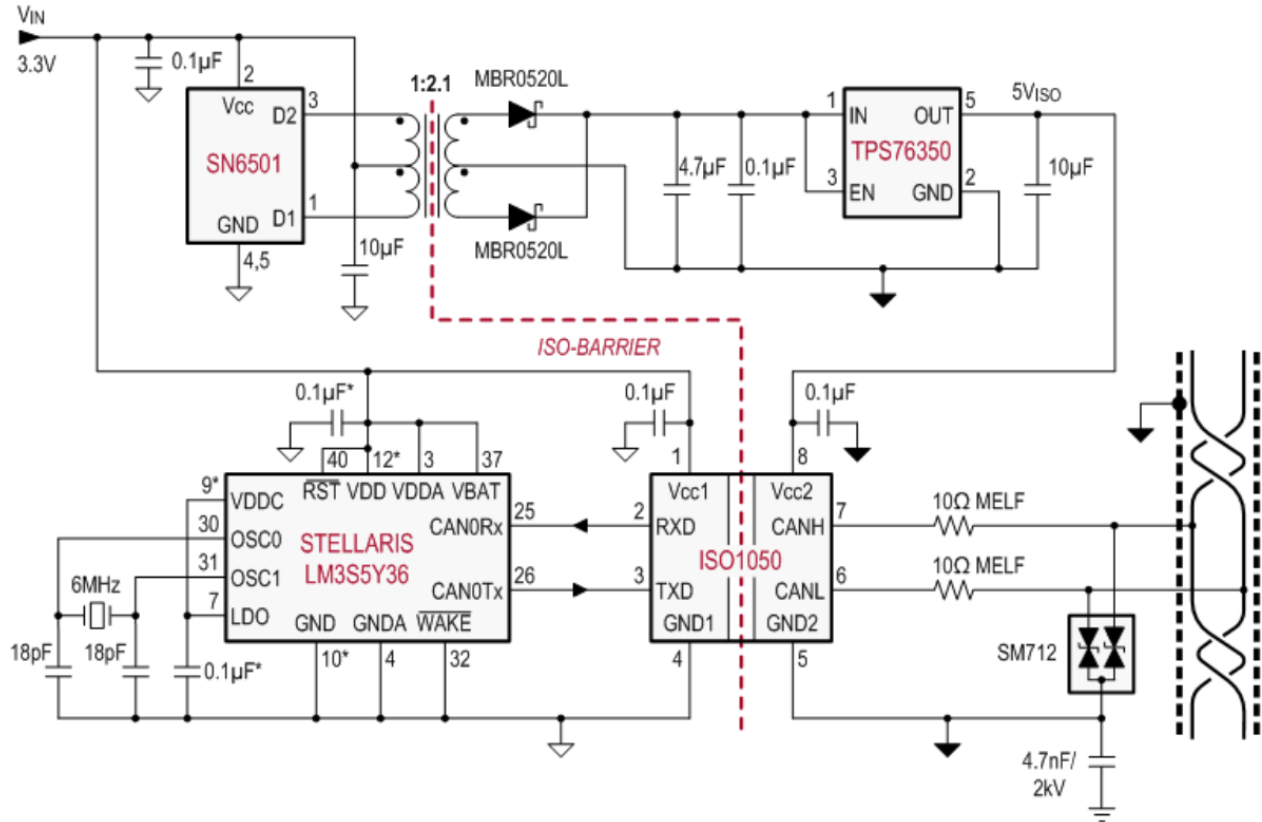 VIN
3.3V
0.1µF
2
Vcc
D2
3
SN6501
D1
1
GND
4,5
10µF
1:2.1
MBR0520L
MBR0520L
4.7µF
0.1µF
1
IN
OUT
5
TPS76350
3
EN
GND
2
5VISO
10µF
ISO-BARRIER
0.1µF*
0.1µF
0.1µF
40
12*
3
37
1
8
9*
RST
VDD
VDDA
VBAT
VDDC
30
OSC0
31
OSC1
7
LDO
6MHz
18pF
18pF
0.1µF*
STELLARIS
LM3S5Y36
CAN0Rx
25
CAN0Tx
26
GND
GNDA
WAKE
10*
4
32
Vcc1
Vcc2
2
RXD
CANH
7
ISO1050
3
TXD
CANL
6
GND1
GND2
4
5
10Ω MELF
10Ω MELF
SM712
4.7nF/
2kV